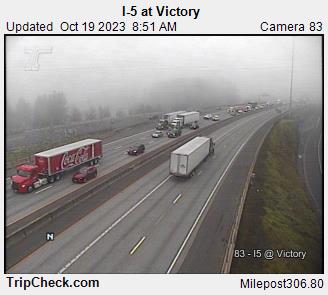 I-5 at Victory
Updated Oct 19 2023 8:51 AM Camera 83
Coca-Cola
N
83 - I5 @ Victory
TripCheck.com Milepost306.80